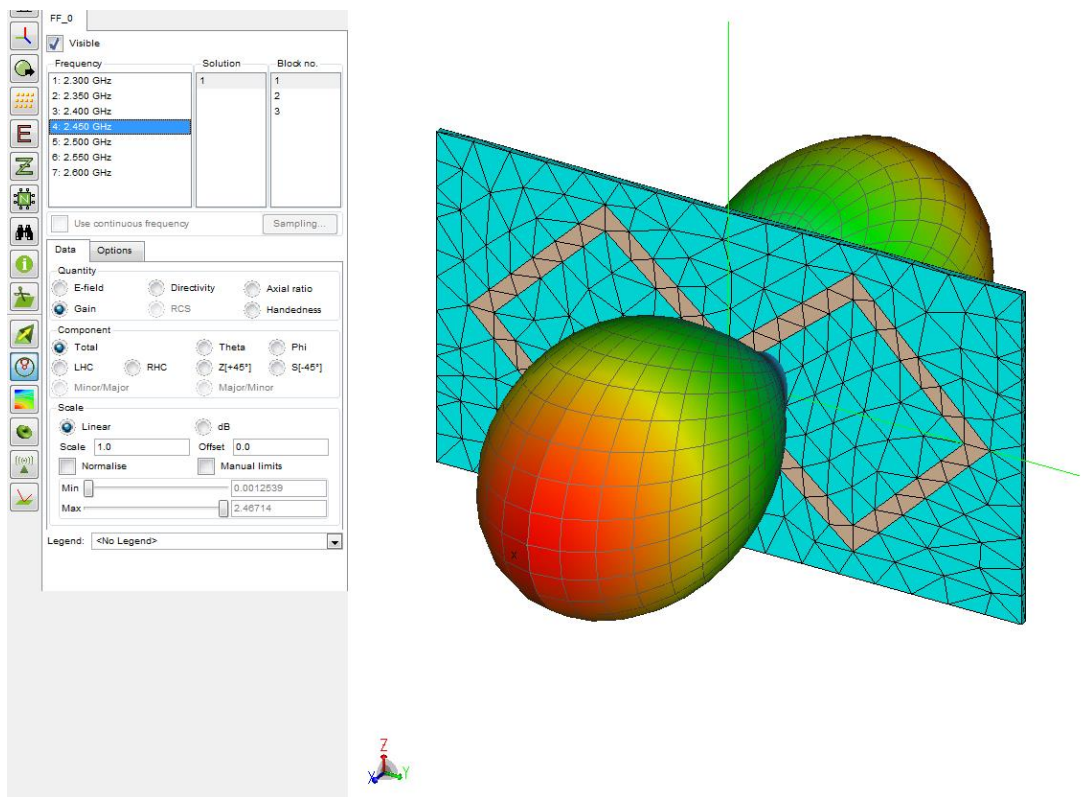 FF_0
Visible
Frequency Solution Block no.
1: 2.300 GHz 1 1
2: 2.350 GHz 2
3: 2.400 GHz 3
4: 2.450 GHz
5: 2.500 GHz
6: 2.550 GHz
7: 2.600 GHz
E
Z
N
Use continuous frequency Sampling...
Data Options
Quantity
E-field Directivity Axial ratio
Gain RCS Handedness
Component
Total Theta Phi
LHC RHC Z[+45°] S[-45°]
Minor/Major Major/Minor
Scale
Linear dB
Scale 1.0 Offset 0.0
Normalise Manual limits
Min 0.0012539
Max 2.46714
Legend: <No Legend>
X
Z
X Y